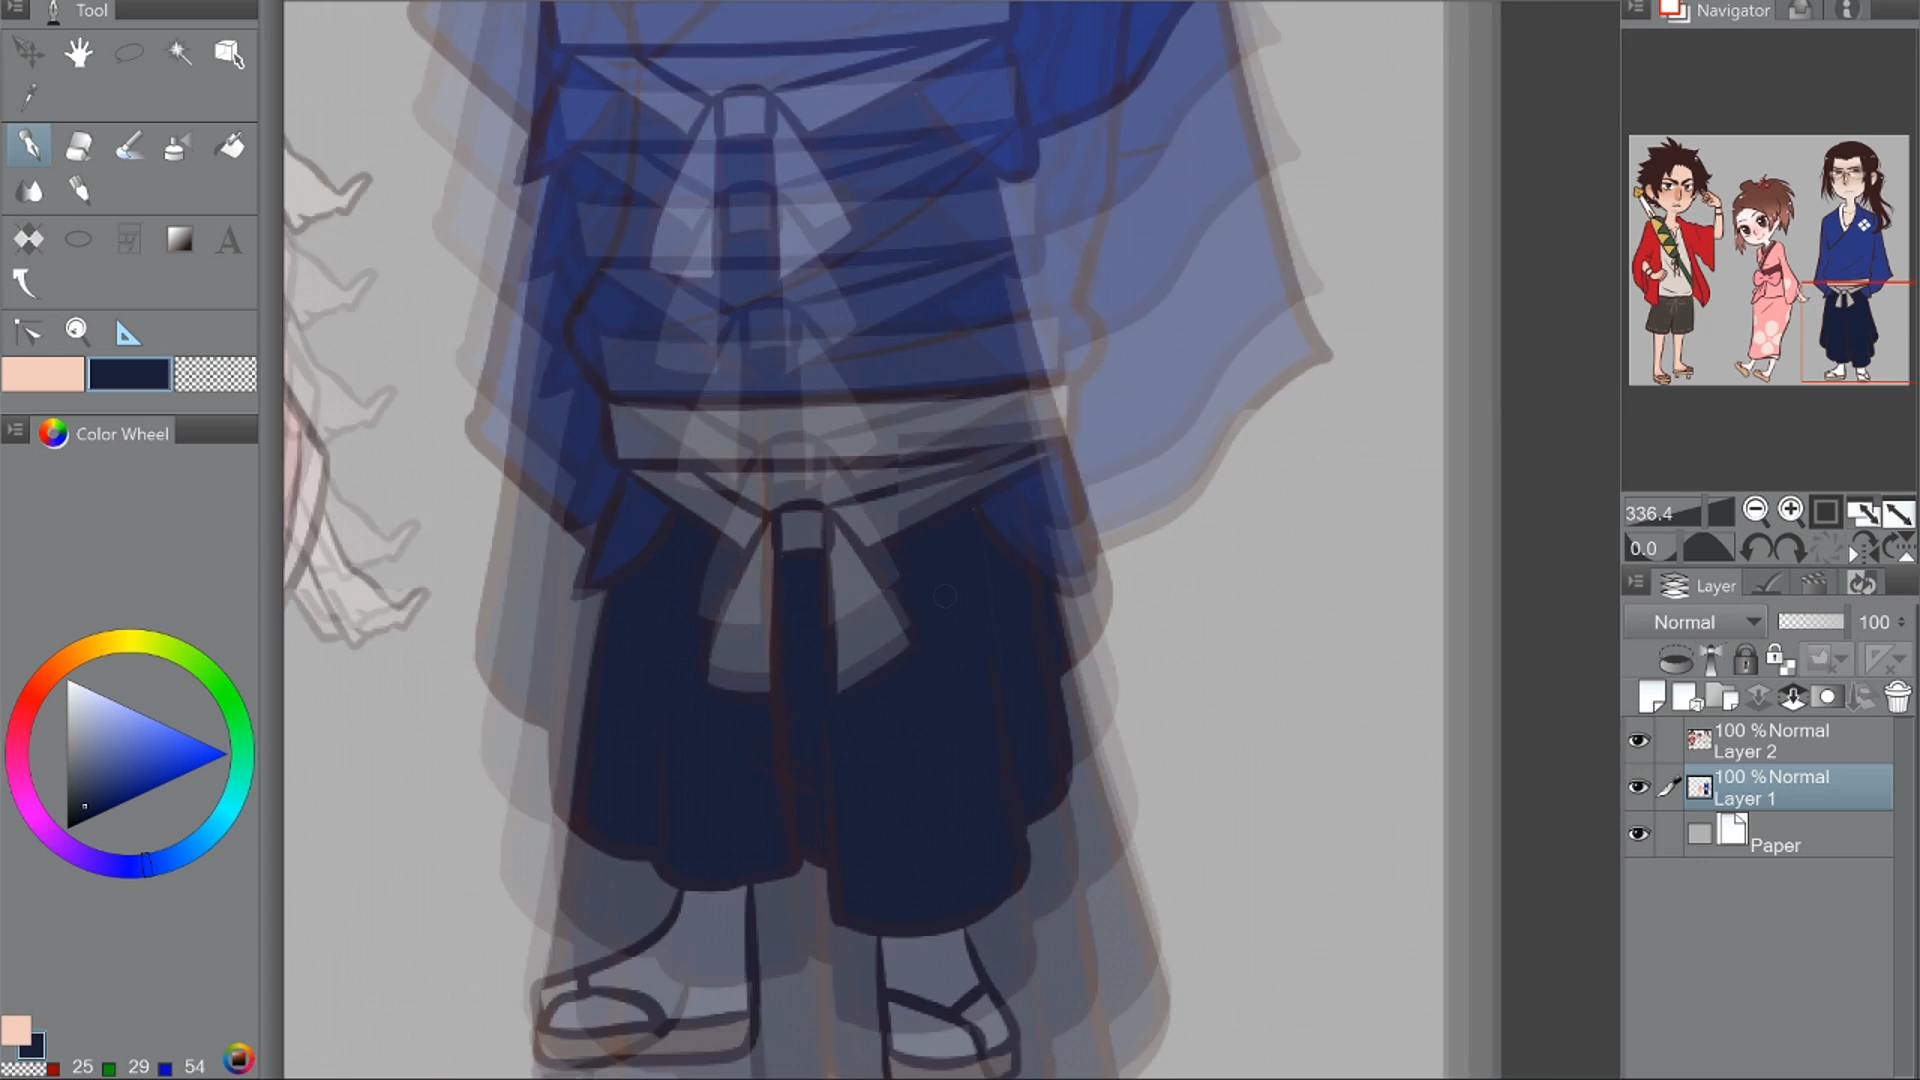 Tool
Navigator
Color Wheel
336.4
0.0
Layer
Normal
100
100 %Normal
Layer 2
100 %Normal
Layer 1
Paper
25
29
54